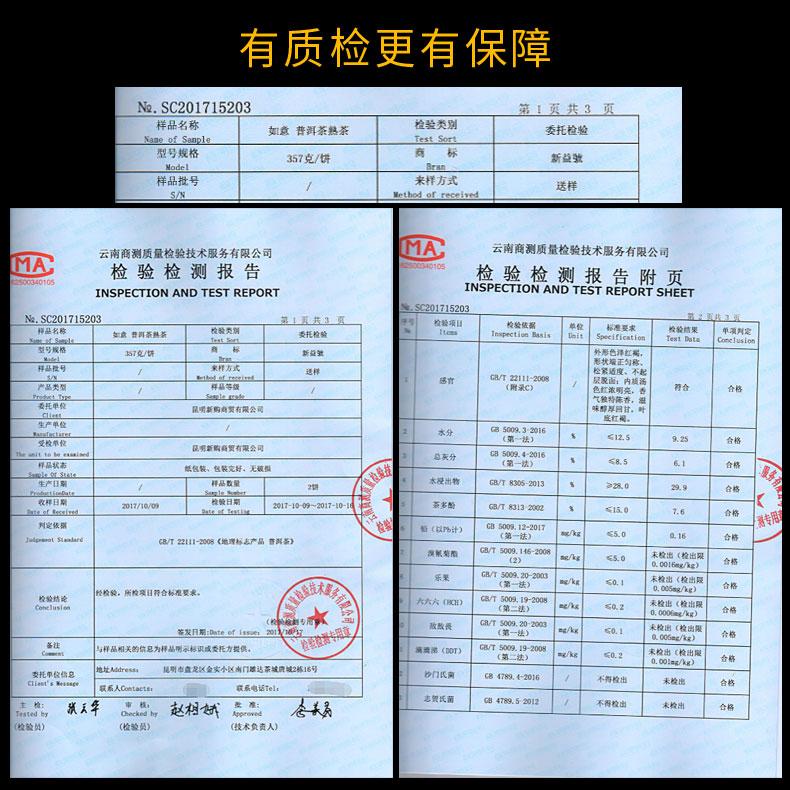 有质检更有保障
№.SC201715203
第 1 页 共 3 页
样品名称 Name of Sample 如意 普洱茶熟茶 检验类别 Test Sort 委托检验
型号规格 Model 357克/饼 商 标 Bran 新益號
样品批号 S/N / 来样方式 Method of received 送样
MA
云南商测质量检验技术服务有限公司
检验检测报告
INSPECTION AND TEST REPORT
№.SC201715203
第 1 页 共 3 页
样品名称 Name of Sample 如意 普洱茶熟茶 检验类别 Test Sort 委托检验
型号规格 Model 357克/饼 商 标 Bran 新益號
样品批号 S/N / 来样方式 Method of received 送样
产品类型 Product Type / 样品等级 Sample grade /
委托单位 Client 昆明新购商贸有限公司
生产单位 Manufacturer /
受检单位 The unit to be examined 昆明新购商贸有限公司
样品状态 Sample Of State 纸包装、包装完好、无破损
生产日期 ProductionDate / 样品数量 Sample Number 2饼
收样日期 Date of Received 2017/10/09 检验日期 Date of Testing 2017-10-09~2017-10-16
判定依据 Judgement Standard GB/T 22111-2008《地理标志产品 普洱茶》
检验结论 Conclusion 经检验，所检项目符合标准要求。
（检验检测专用章）
签发日期:Date of issue: 2017/10/17
备注 Comment 与样品相关的信息为样品明示标识或委托方提供。
委托单位信息 Client's Message 地址Address: 昆明市盘龙区金实小区南门雄达茶城唐城2栋16号
联系人Contacts: 联系电话Tel:
主 检: Tested by (检验员) 审 核: Checked by (检验员) 批 准: Approved (技术负责人)
MA
云南商测质量检验技术服务有限公司
检验检测报告附页
INSPECTION AND TEST REPORT SHEET
№.SC201715203
第 2 页 共 3 页
序号 № 检验项目 Items 检验依据 Inspection Basis 单位 Unit 标准要求 Specification 检验结果 Test Data 单项判定 Conclusion
1 感官 GB/T 22111-2008（附录C） / 外形色泽红褐，形状端正匀称、松紧适度、不起层脱面；内质汤色红浓明亮，香气独特陈香，滋味醇厚回甘，叶底红褐。 符合 合格
2 水分 GB 5009.3-2016（第一法） % ≤12.5 9.25 合格
3 总灰分 GB 5009.4-2016（第一法） % ≤8.5 6.1 合格
4 水浸出物 GB/T 8305-2013 % ≥28.0 29.9 合格
5 茶多酚 GB/T 8313-2002 % ≤15.0 7.6 合格
6 铅（以Pb计） GB 5009.12-2017（第一法） mg/kg ≤5.0 0.16 合格
7 溴氰菊酯 GB/T 5009.146-2008（2） mg/kg ≤5.0 未检出（检出限0.0016mg/kg） 合格
8 乐果 GB/T 5009.20-2003（第一法） mg/kg ≤0.1 未检出（检出限0.005mg/kg） 合格
9 六六六（HCH） GB/T 5009.19-2008（第二法） mg/kg ≤0.2 未检出（检出限0.0006mg/kg） 合格
敌敌畏 GB/T 5009.20-2003（第一法） mg/kg ≤0.1 未检出（检出限0.005mg/kg） 合格
滴滴涕（DDT） GB/T 5009.19-2008（第二法） mg/kg ≤0.2 未检出（检出限0.001mg/kg） 合格
沙门氏菌 GB 4789.4-2016 / 不得检出 未检出 合格
志贺氏菌 GB 4789.5-2012 / 不得检出 未检出 合格